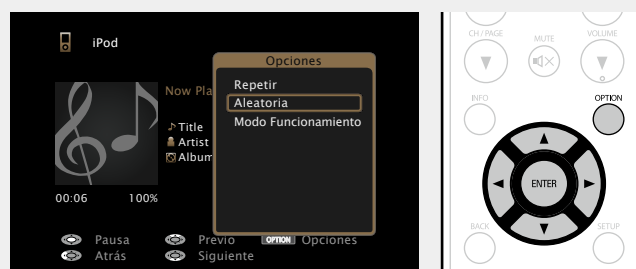 iPod
Now Pla
Title
Artist
Album
00:06 100%
Opciones
Repetir
Aleatoria
Modo Funcionamiento
Pausa Previo OPTION Opciones
Atrás Siguiente
CH / PAGE MUTE VOLUME
INFO OPTION
ENTER
BACK SETUP